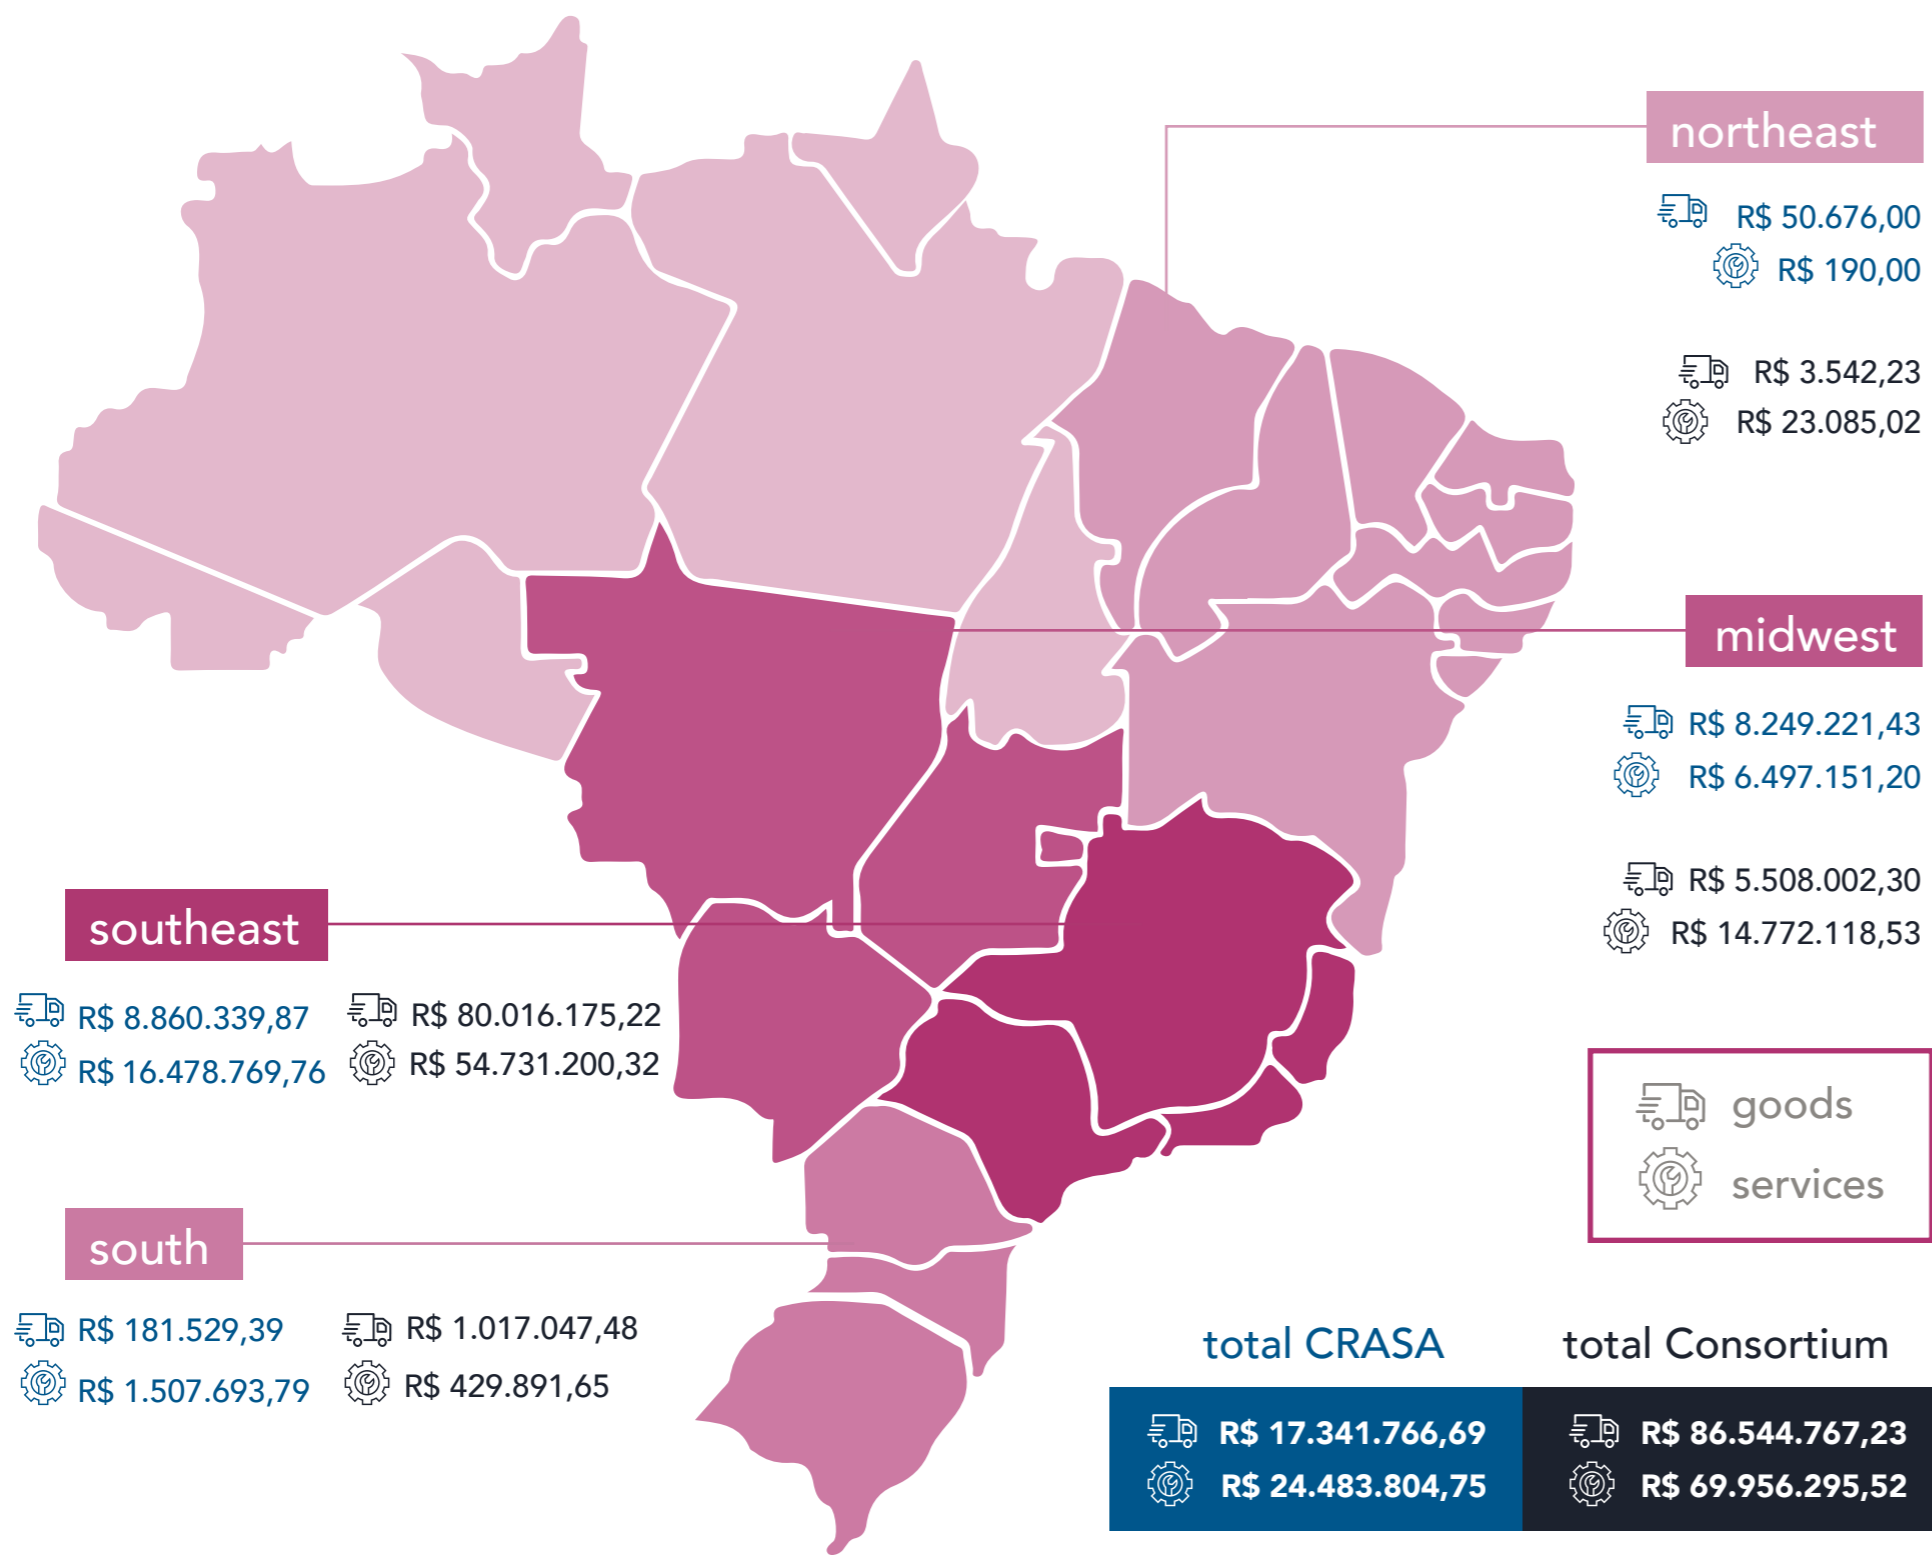 northeast
R$ 50.676,00
R$ 190,00
R$ 3.542,23
R$ 23.085,02
midwest
R$ 8.249.221,43
R$ 6.497.151,20
R$ 5.508.002,30
R$ 14.772.118,53
southeast
R$ 8.860.339,87
R$ 80.016.175,22
R$ 16.478.769,76
R$ 54.731.200,32
south
R$ 181.529,39
R$ 1.017.047,48
R$ 1.507.693,79
R$ 429.891,65
goods
services
total CRASA
total Consortium
R$ 17.341.766,69
R$ 86.544.767,23
R$ 24.483.804,75
R$ 69.956.295,52